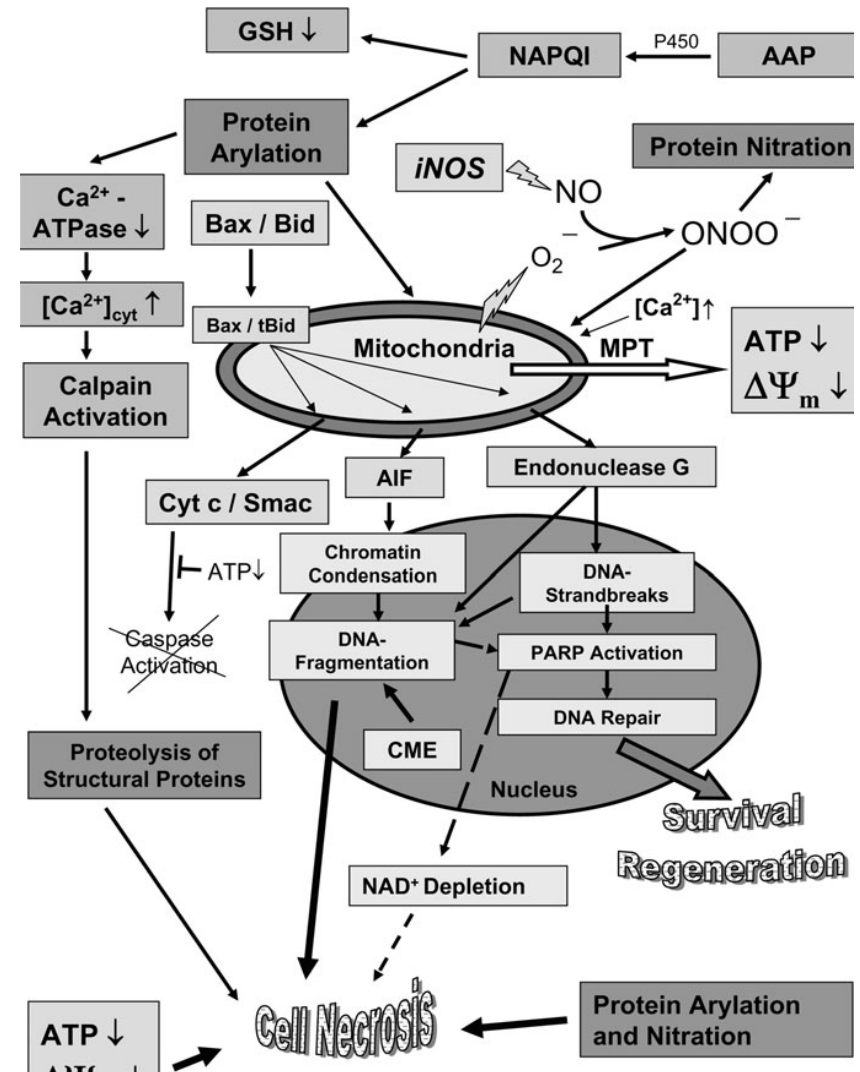 GSH ↓
NAPQI
P450
AAP
Protein
Arylation
iNOS
NO
Protein Nitration
Ca²⁺ -
ATPase ↓
Bax / Bid
–
ONOO⁻
O₂
[Ca²⁺]cyt ↑
Bax / tBid
Mitochondria
[Ca²⁺]↑
MPT
ATP ↓
ΔΨm ↓
Calpain
Activation
Cyt c / Smac
AIF
Endonuclease G
ATP↓
Chromatin
Condensation
DNA-
Strandbreaks
Caspase
Activation
DNA-
Fragmentation
PARP Activation
DNA Repair
CME
Nucleus
Proteolysis of
Structural Proteins
Survival
Regeneration
NAD⁺ Depletion
Cell Necrosis
Protein Arylation
and Nitration
ATP ↓